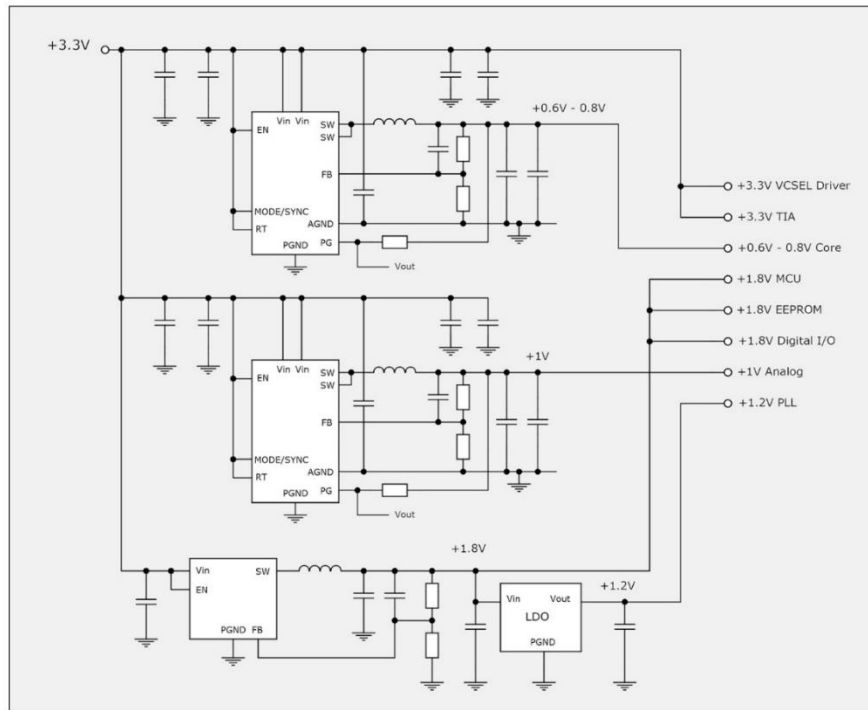 +3.3V
+0.6V - 0.8V
Vin Vin SW
SW
EN
FB
MODE/SYNC AGND
RT
PGND PG
Vout
+3.3V VCSEL Driver
+3.3V TIA
+0.6V - 0.8V Core
+1.8V MCU
+1.8V EEPROM
+1.8V Digital I/O
+1V Analog
+1.2V PLL
+1V
Vin Vin SW
SW
EN
FB
MODE/SYNC AGND
RT
PGND PG
Vout
+1.8V
Vin SW
EN
PGND FB
+1.2V
Vin Vout
LDO
PGND